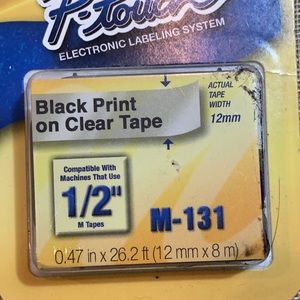 P-touch
ELECTRONIC LABELING SYSTEM
ACTUAL
TAPE
WIDTH
12mm
Black Print
on Clear Tape
Compatible With
Machines That Use
1/2"
M Tapes
M-131
0.47 in x 26.2 ft (12 mm x 8 m)